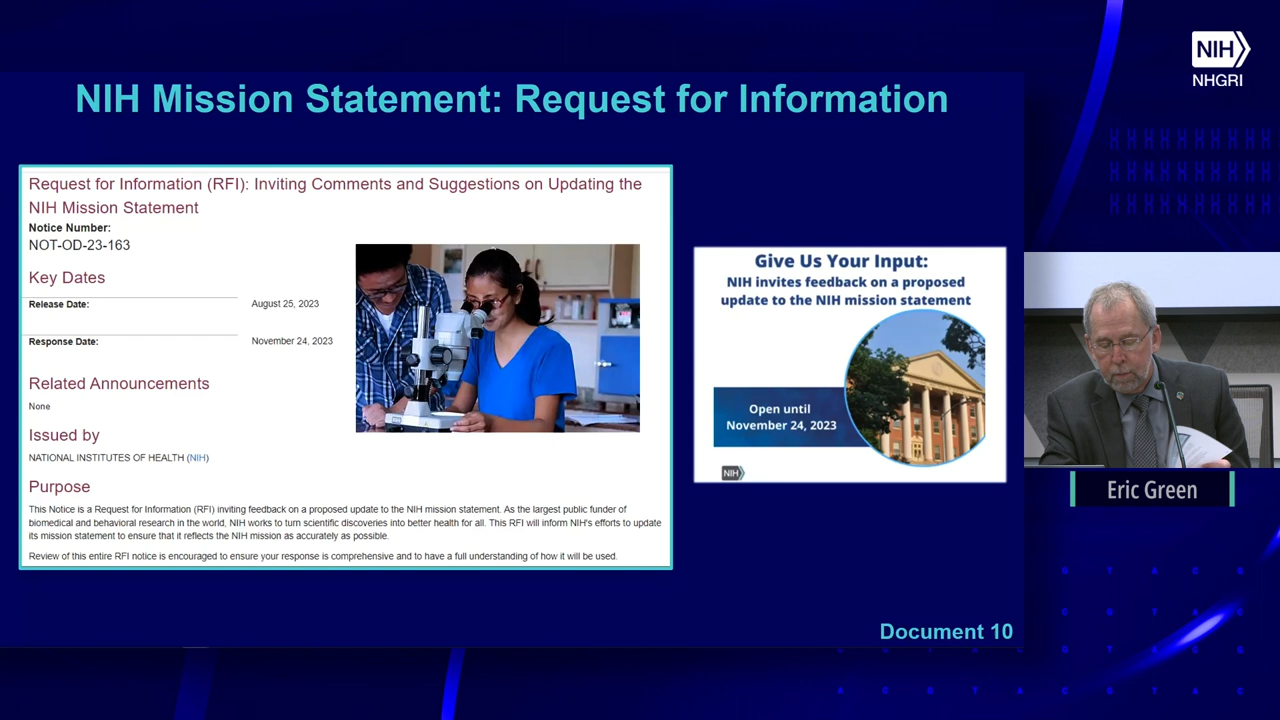 NIH
NHGRI
NIH Mission Statement: Request for Information
Request for Information (RFI): Inviting Comments and Suggestions on Updating the
NIH Mission Statement
Notice Number:
NOT-OD-23-163
Key Dates
Release Date: August 25, 2023
Response Date: November 24, 2023
Related Announcements
None
Issued by
NATIONAL INSTITUTES OF HEALTH (NIH)
Purpose
This Notice is a Request for Information (RFI) inviting feedback on a proposed update to the NIH mission statement. As the largest public funder of
biomedical and behavioral research in the world, NIH works to turn scientific discoveries into better health for all. This RFI will inform NIH's efforts to update
its mission statement to ensure that it reflects the NIH mission as accurately as possible.
Review of this entire RFI notice is encouraged to ensure your response is comprehensive and to have a full understanding of how it will be used.
Give Us Your Input:
NIH invites feedback on a proposed
update to the NIH mission statement
Open until
November 24, 2023
NIH
Eric Green
Document 10